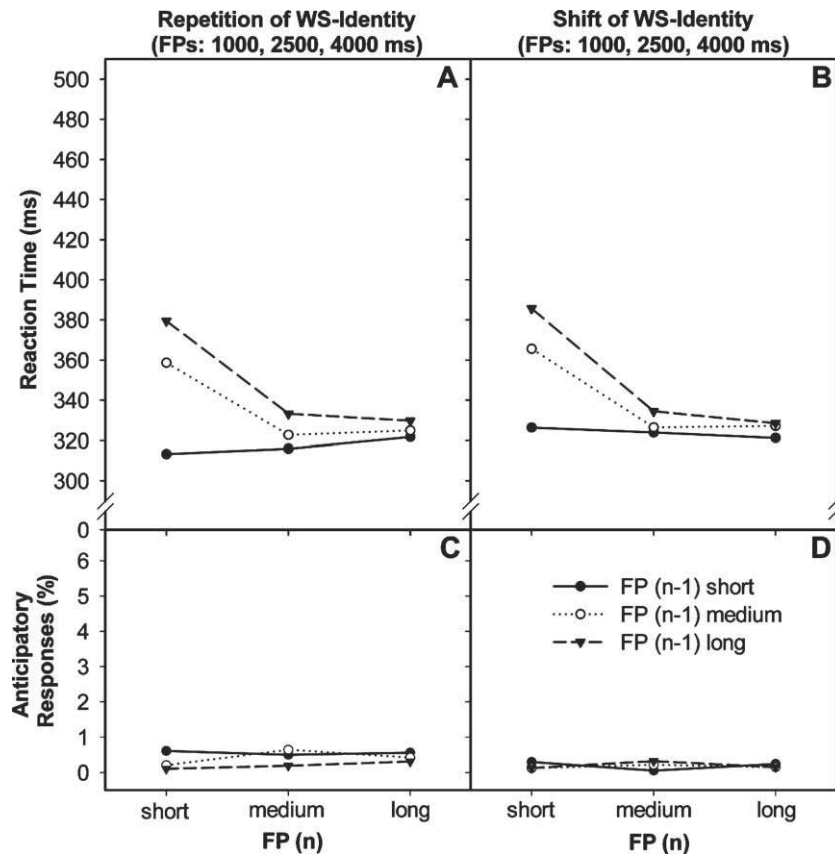 Repetition of WS-Identity
(FPs: 1000, 2500, 4000 ms)
Shift of WS-Identity
(FPs: 1000, 2500, 4000 ms)
A
B
Reaction Time (ms)
500
480
460
440
420
400
380
360
340
320
300
0
C
D
Anticipatory
Responses (%)
6
5
4
3
2
1
0
FP (n-1) short
FP (n-1) medium
FP (n-1) long
short medium long
short medium long
FP (n)
FP (n)